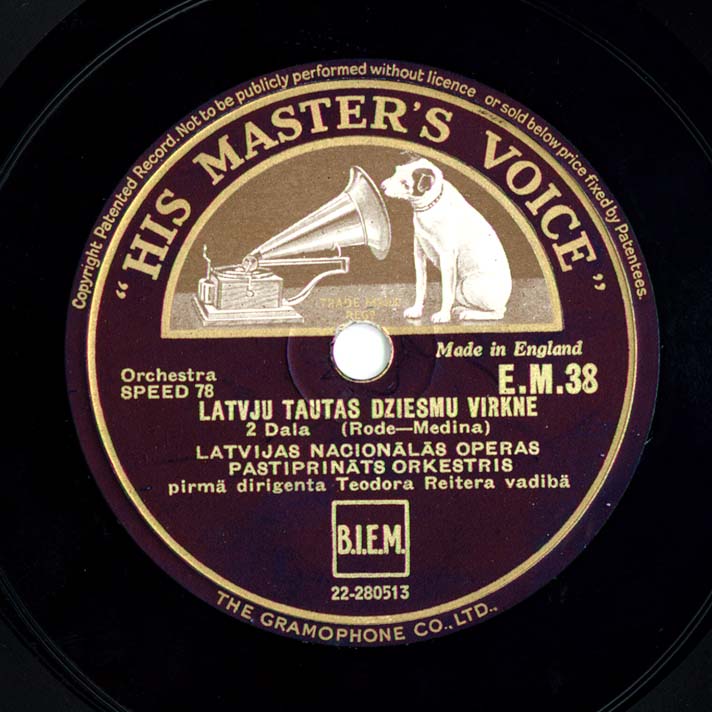 Copyright Patented Record. Not to be publicly performed without licence or sold below price fixed by Patentees.
"HIS MASTER'S VOICE"
TRADE MARK
REGD
Made in England
Orchestra
SPEED 78
E.M.38
LATVJU TAUTAS DZIESMU VIRKNE
2 Dala (Rode—Medina)
LATVIJAS NACIONĀLĀS OPERAS
PASTIPRINĀTS ORKESTRIS
pirmā dirigenta Teodora Reitera vadibā
B.I.E.M.
22-280513
THE GRAMOPHONE CO., LTD.,